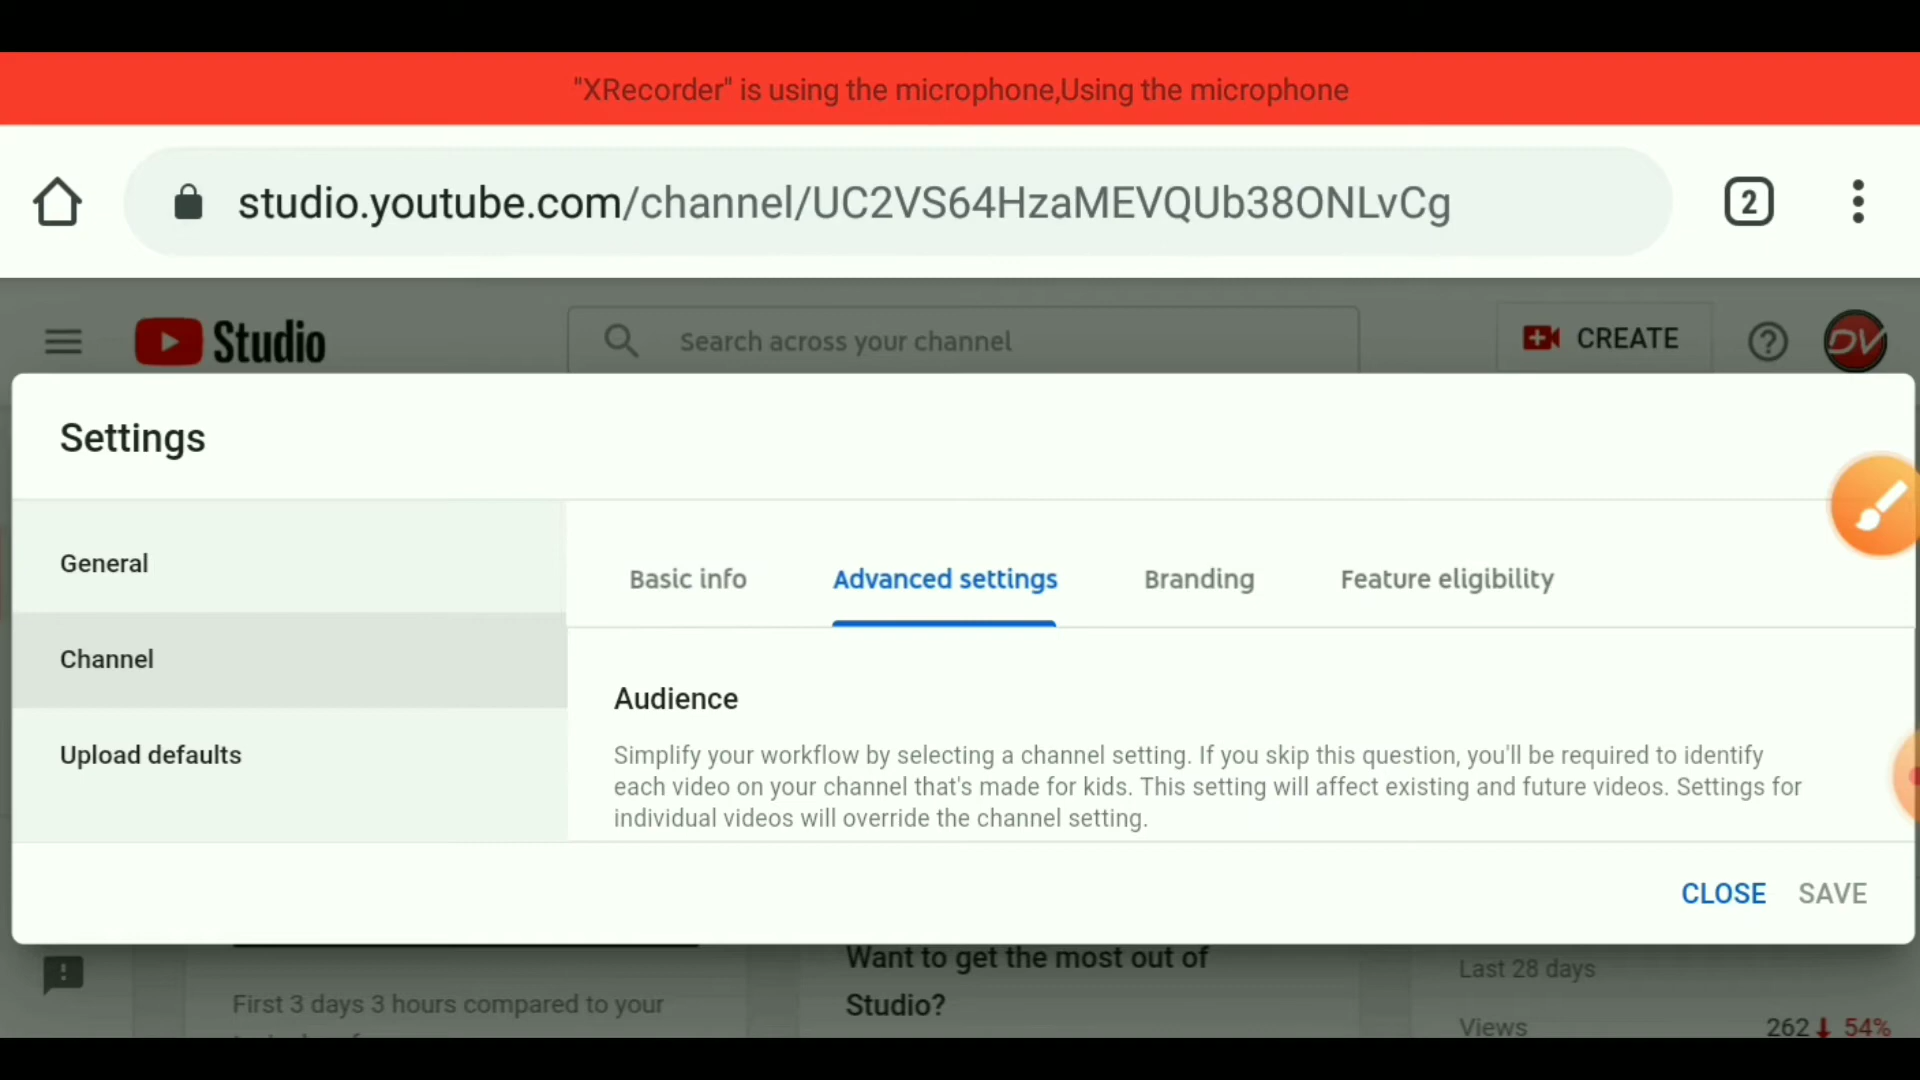 "XRecorder" is using the microphone,Using the microphone
studio.youtube.com/channel/UC2VS64HzaMEVQUb38ONLvCg
2
Studio
Search across your channel
CREATE
DV
Settings
General
Channel
Upload defaults
Basic info
Advanced settings
Branding
Feature eligibility
Audience
Simplify your workflow by selecting a channel setting. If you skip this question, you'll be required to identify
each video on your channel that's made for kids. This setting will affect existing and future videos. Settings for
individual videos will override the channel setting.
CLOSE
SAVE
First 3 days 3 hours compared to your
Want to get the most out of
Studio?
Last 28 days
Views
262
54%